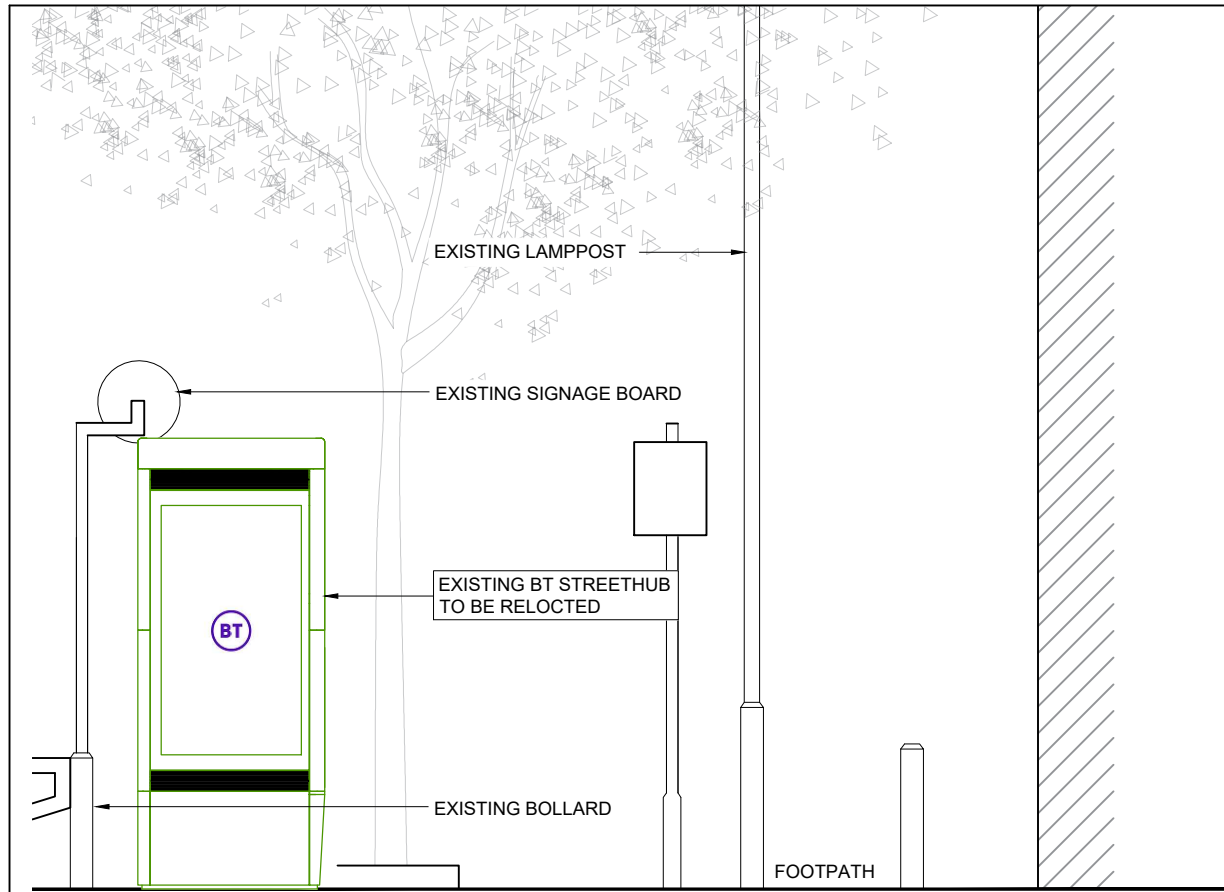 EXISTING LAMPPOST
EXISTING SIGNAGE BOARD
EXISTING BT STREETHUB
TO BE RELOCTED
BT
EXISTING BOLLARD
FOOTPATH